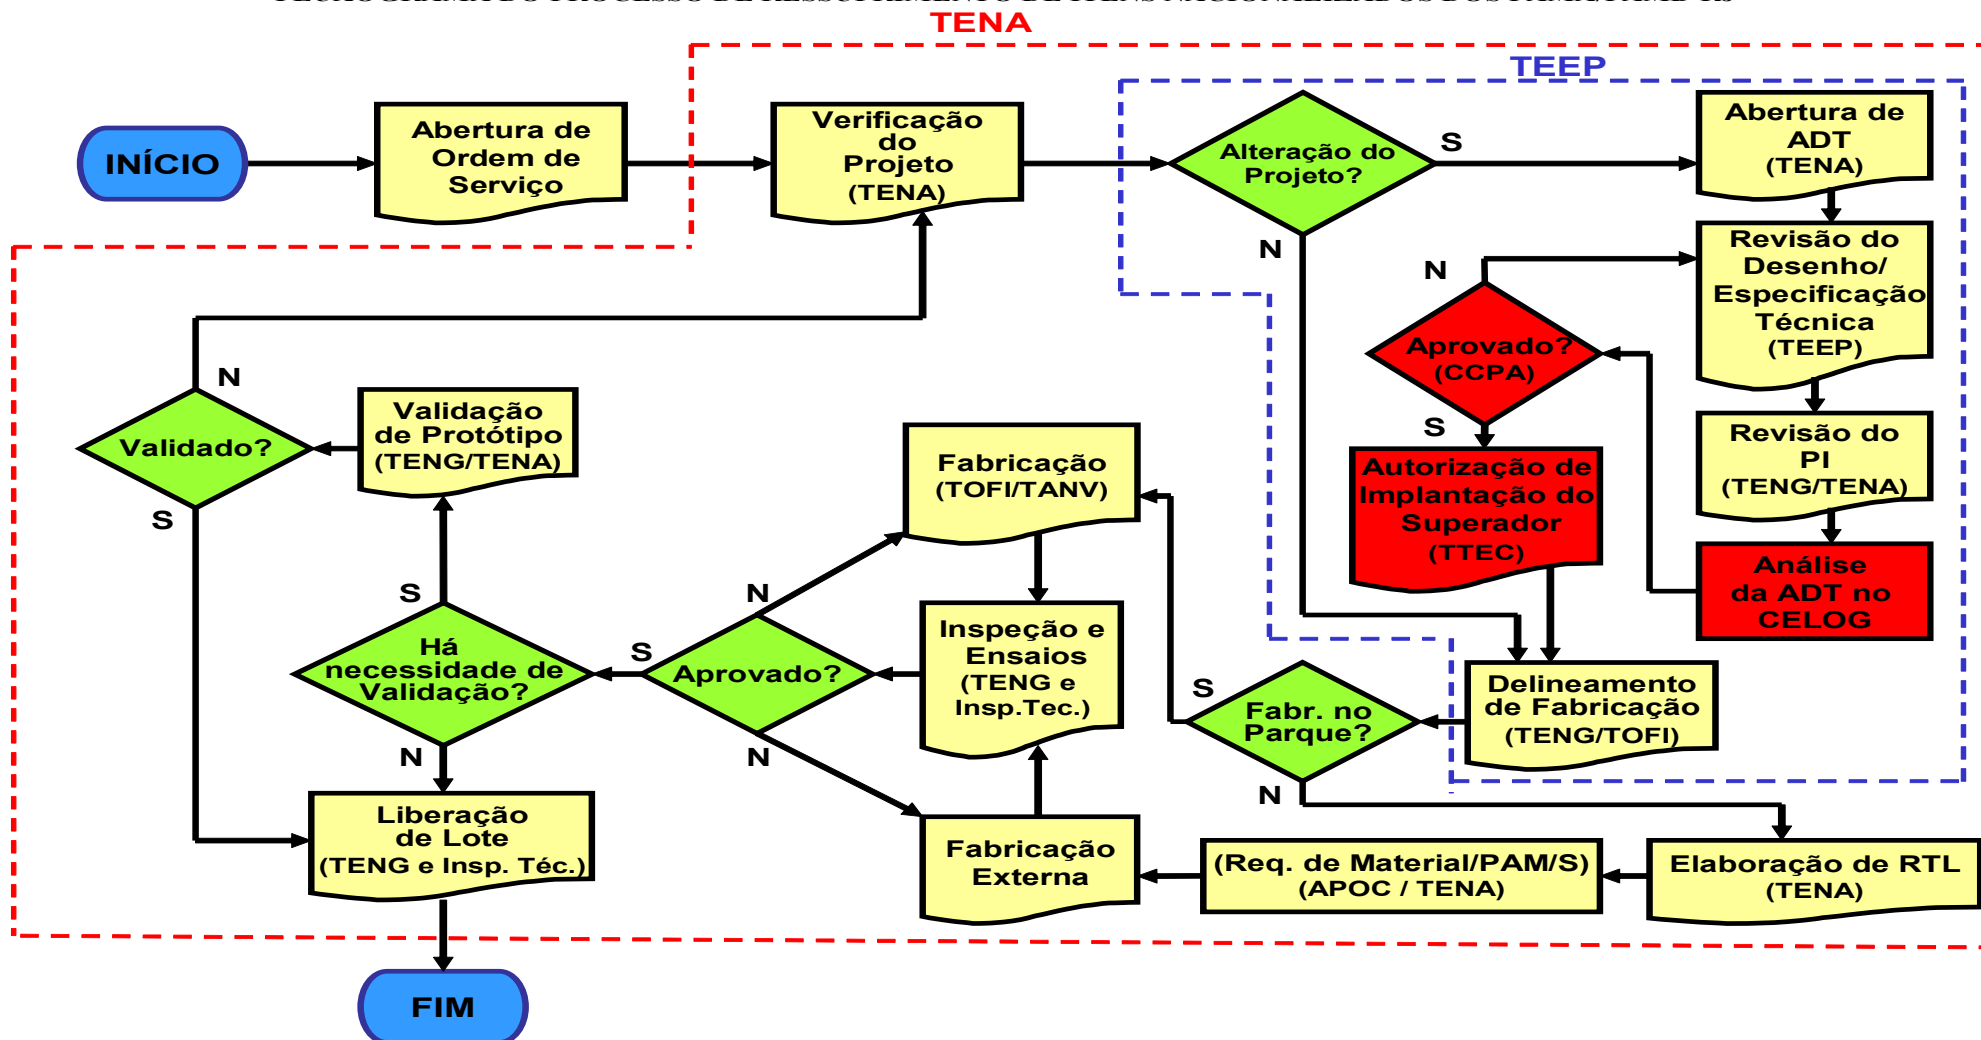 TENA
TEEP
INÍCIO
Abertura de
Ordem de
Serviço
Verificação
do
Projeto
(TENA)
Alteração do
Projeto?
S
N
Abertura de
ADT
(TENA)
Revisão do
Desenho/
Especificação
Técnica
(TEEP)
N
Aprovado?
(CCPA)
S
Revisão do
PI
(TENG/TENA)
Autorização de
Implantação do
Superador
(TTEC)
Análise
da ADT no
CELOG
N
Validado?
S
Validação
de Protótipo
(TENG/TENA)
Fabricação
(TOFI/TANV)
S
Há
necessidade de
Validação?
N
N
S
Aprovado?
N
Inspeção e
Ensaios
(TENG e
Insp.Tec.)
S
Fabr. no
Parque?
N
Delineamento
de Fabricação
(TENG/TOFI)
Liberação
de Lote
(TENG e Insp. Téc.)
Fabricação
Externa
(Req. de Material/PAM/S)
(APOC / TENA)
Elaboração de RTL
(TENA)
FIM